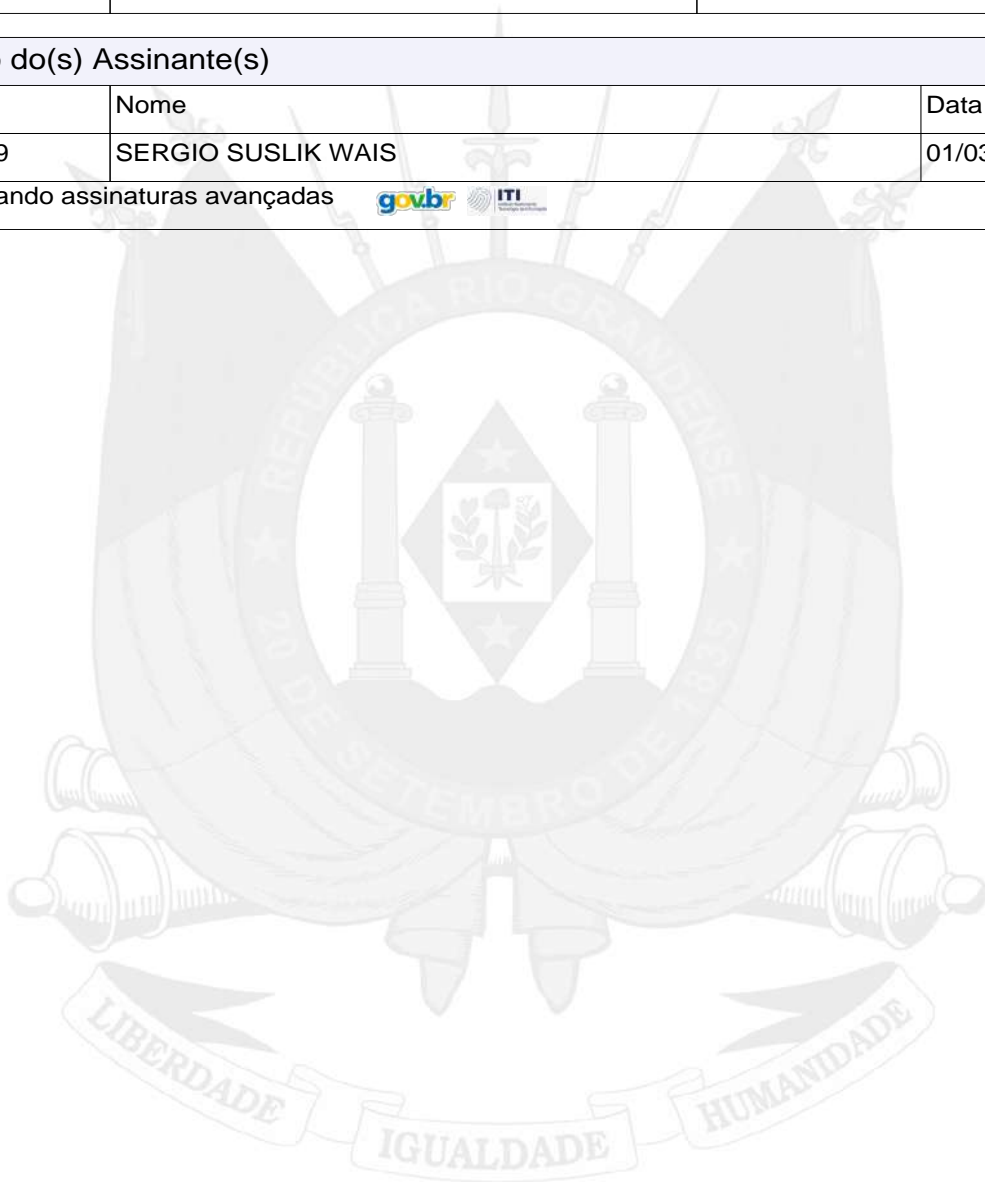 do(s) Assinante(s)
Nome
Data
9
SERGIO SUSLIK WAIS
01/03
ando assinaturas avançadas
gov.br
ITI
REPÚBLICA RIO-GRANDENSE
20 DE SETEMBRO DE 1835
LIBERDADE
IGUALDADE
HUMANIDADE